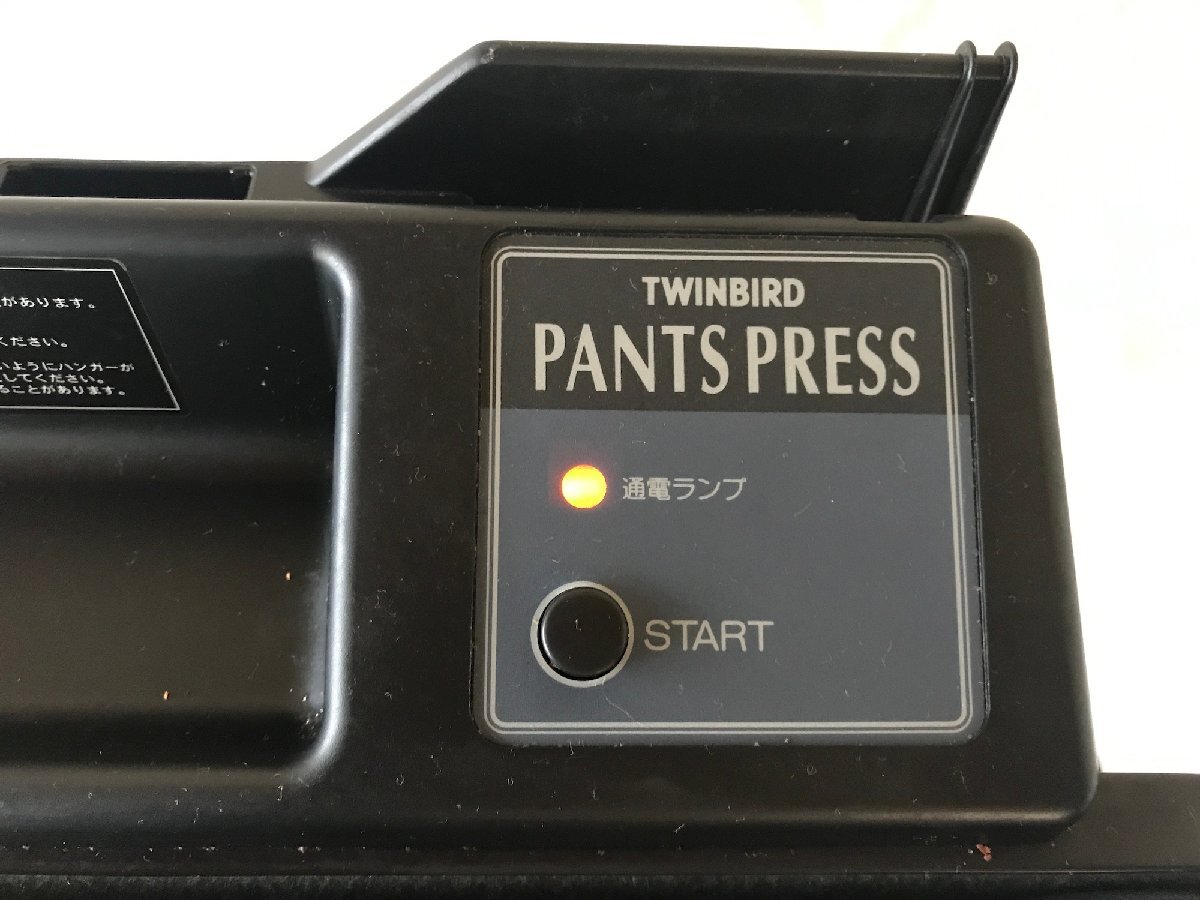 があります。
ください。
いようにハンガーが
してください。
ることがあります。
TWINBIRD
PANTS PRESS
通電ランプ
START